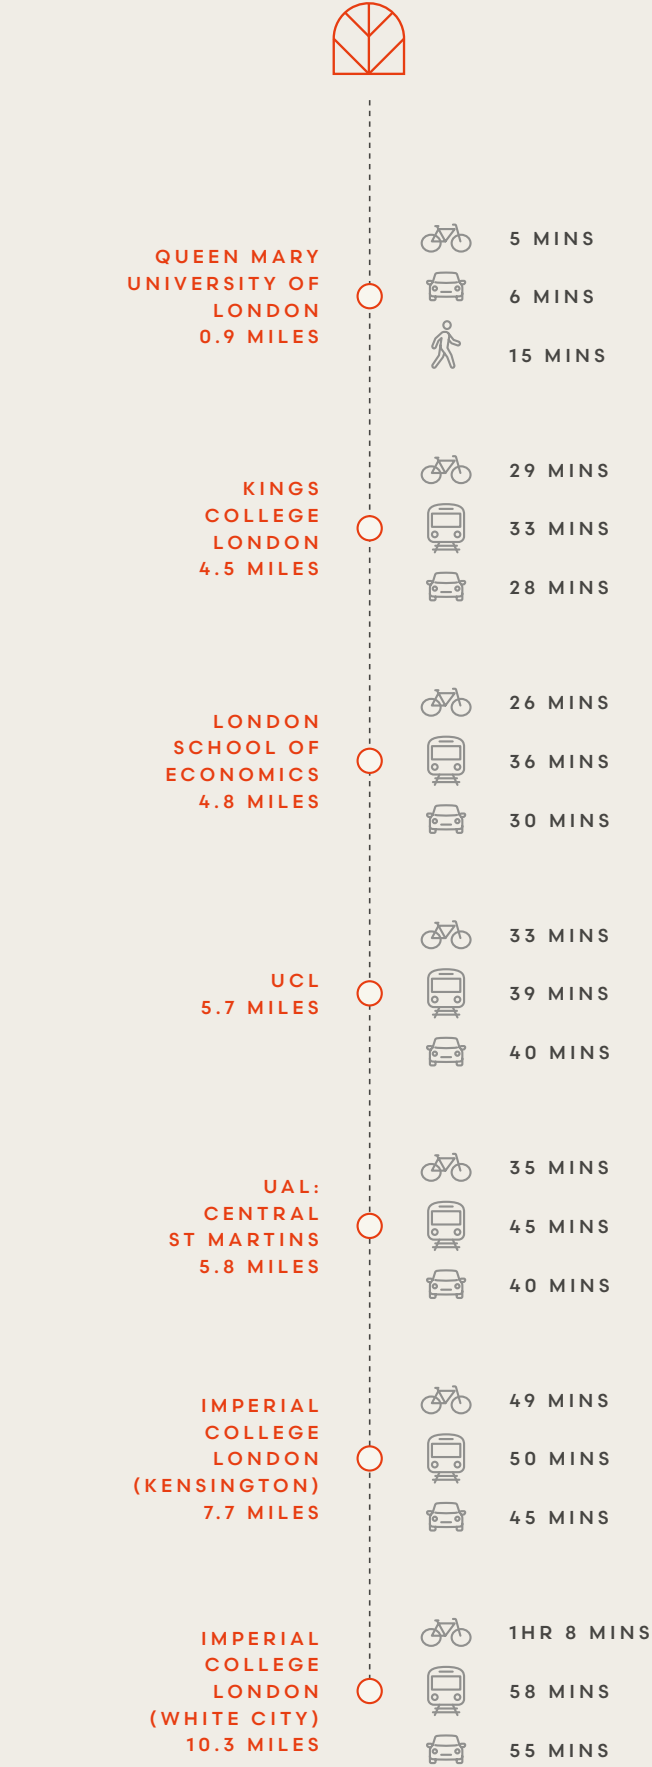 QUEEN MARY
UNIVERSITY OF
LONDON
0.9 MILES
5 MINS
6 MINS
15 MINS
KINGS
COLLEGE
LONDON
4.5 MILES
29 MINS
33 MINS
28 MINS
LONDON
SCHOOL OF
ECONOMICS
4.8 MILES
26 MINS
36 MINS
30 MINS
UCL
5.7 MILES
33 MINS
39 MINS
40 MINS
UAL:
CENTRAL
ST MARTINS
5.8 MILES
35 MINS
45 MINS
40 MINS
IMPERIAL
COLLEGE
LONDON
(KENSINGTON)
7.7 MILES
49 MINS
50 MINS
45 MINS
IMPERIAL
COLLEGE
LONDON
(WHITE CITY)
10.3 MILES
1HR 8 MINS
58 MINS
55 MINS